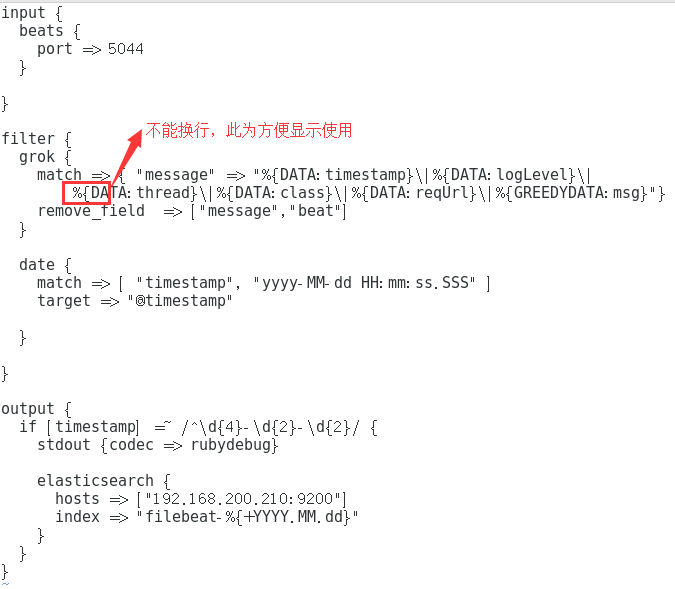 input {
  beats {
    port => 5044
  }

}
不能换行，此为方便显示使用
filter {
  grok {
    match => { "message" => "%{DATA:timestamp}\|%{DATA:logLevel}\|
        %{DATA:thread}\|%{DATA:class}\|%{DATA:reqUrl}\|%{GREEDYDATA:msg}"}
    remove_field  => ["message","beat"]
  }

  date {
    match => [ "timestamp", "yyyy-MM-dd HH:mm:ss.SSS" ]
    target => "@timestamp"

  }

}

output {
  if [timestamp] =~ /^\d{4}-\d{2}-\d{2}/ {
    stdout {codec => rubydebug}

    elasticsearch {
      hosts => ["192.168.200.210:9200"]
      index => "filebeat-%{+YYYY.MM.dd}"
    }
  }
}
~